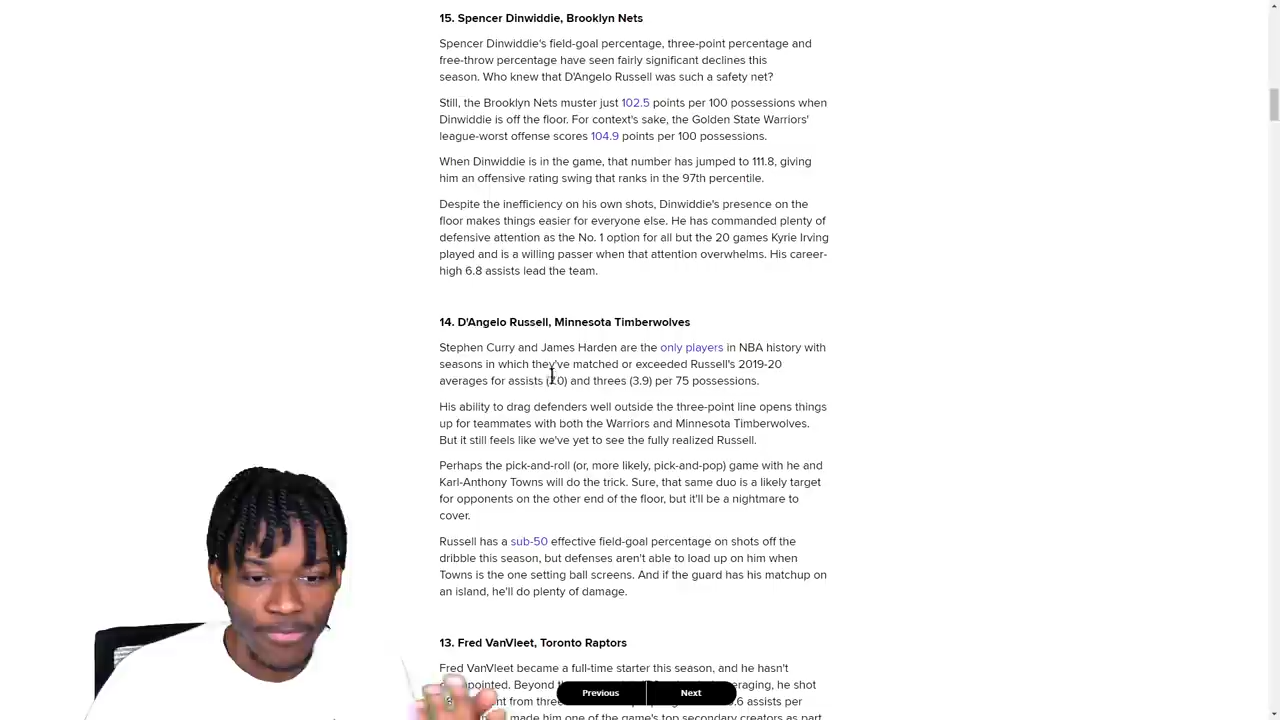 15. Spencer Dinwiddie, Brooklyn Nets
Spencer Dinwiddie's field-goal percentage, three-point percentage and
free-throw percentage have seen fairly significant declines this
season. Who knew that D'Angelo Russell was such a safety net?
Still, the Brooklyn Nets muster just 102.5 points per 100 possessions when
Dinwiddie is off the floor. For context's sake, the Golden State Warriors'
league-worst offense scores 104.9 points per 100 possessions.
When Dinwiddie is in the game, that number has jumped to 111.8, giving
him an offensive rating swing that ranks in the 97th percentile.
Despite the inefficiency on his own shots, Dinwiddie's presence on the
floor makes things easier for everyone else. He has commanded plenty of
defensive attention as the No. 1 option for all but the 20 games Kyrie Irving
played and is a willing passer when that attention overwhelms. His career-
high 6.8 assists lead the team.
14. D'Angelo Russell, Minnesota Timberwolves
Stephen Curry and James Harden are the only players in NBA history with
seasons in which they've matched or exceeded Russell's 2019-20
averages for assists and threes (3.9) per 75 possessions.
His ability to drag defenders well outside the three-point line opens things
up for teammates with both the Warriors and Minnesota Timberwolves.
But it still feels like we've yet to see the fully realized Russell.
Perhaps the pick-and-roll (or, more likely, pick-and-pop) game with he and
Karl-Anthony Towns will do the trick. Sure, that same duo is a likely target
for opponents on the other end of the floor, but it'll be a nightmare to
cover.
Russell has a sub-50 effective field-goal percentage on shots off the
dribble this season, but defenses aren't able to load up on him when
Towns is the one setting ball screens. And if the guard has his matchup on
an island, he'll do plenty of damage.
13. Fred VanVleet, Toronto Raptors
Fred VanVleet became a full-time starter this season, and he hasn't
Beyond he shot
from assists per
made him one of the game's top secondary creators as part
Previous
Next